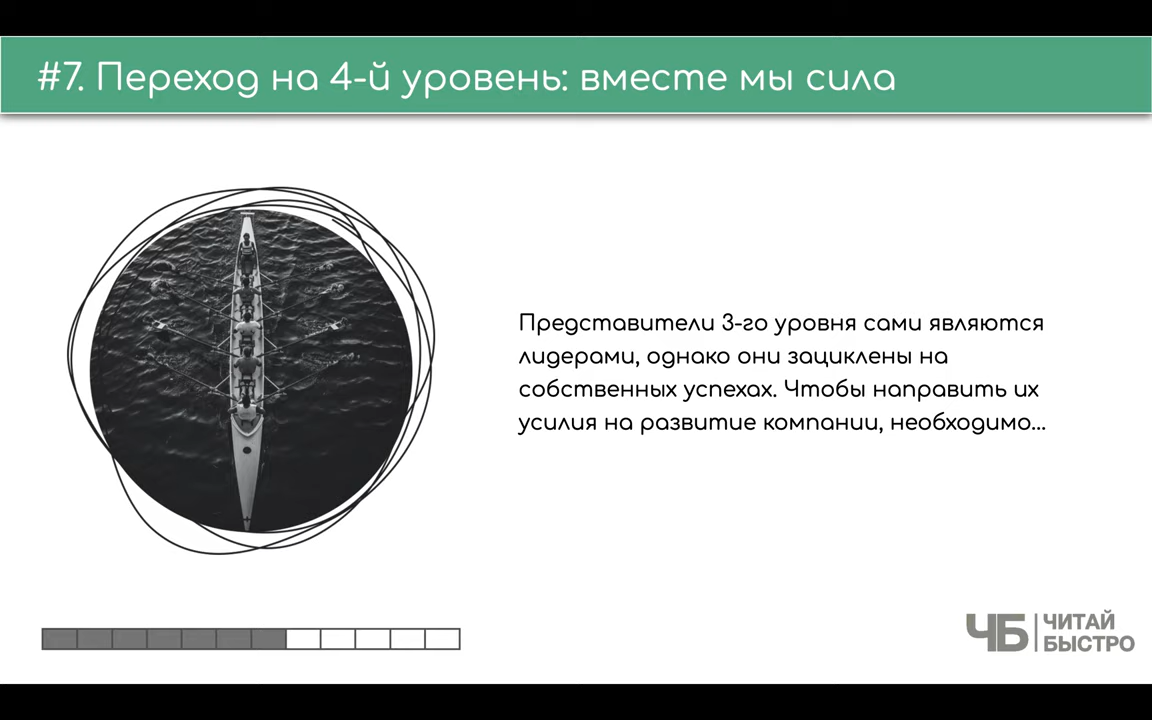 #7. Переход на 4-й уровень: вместе мы сила
Представители 3-го уровня сами являются
лидерами, однако они зациклены на
собственных успехах. Чтобы направить их
усилия на развитие компании, необходимо...
ЧБ
ЧИТАЙ
БЫСТРО